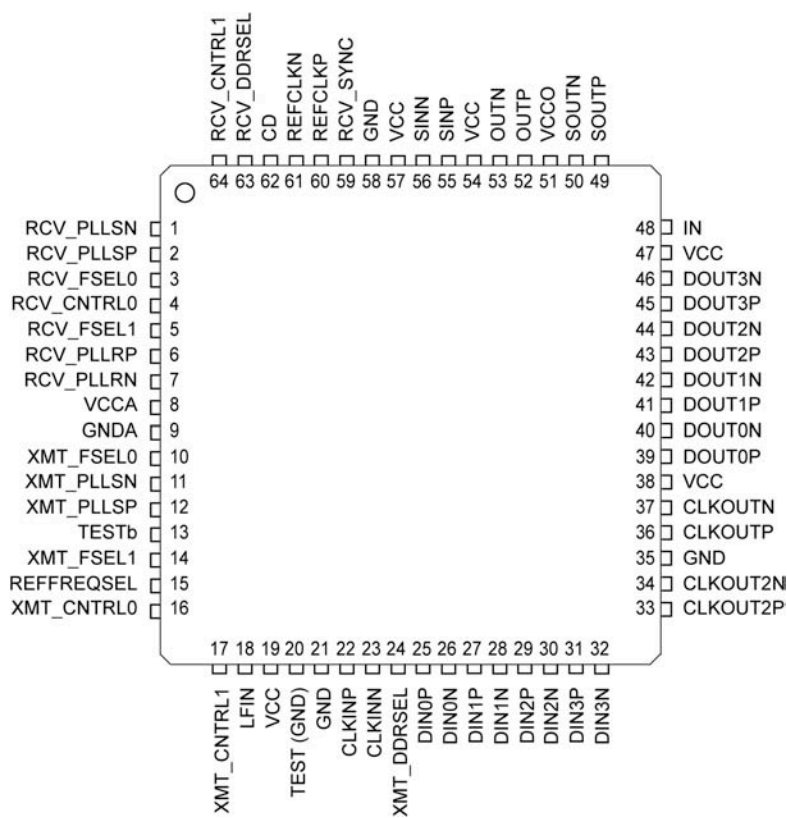 RCV_CNTRL1
RCV_DDRSEL
CD
REFCLKN
REFCLKP
RCV_SYNC
GND
VCC
SINN
SINP
VCC
OUTN
OUTP
VCCO
SOUTN
SOUTP
64 63 62 61 60 59 58 57 56 55 54 53 52 51 50 49
RCV_PLLSN 1
RCV_PLLSP 2
RCV_FSEL0 3
RCV_CNTRL0 4
RCV_FSEL1 5
RCV_PLLRP 6
RCV_PLLRN 7
VCCA 8
GNDA 9
XMT_FSEL0 10
XMT_PLLSN 11
XMT_PLLSP 12
TESTb 13
XMT_FSEL1 14
REFFREQSEL 15
XMT_CNTRL0 16
48 IN
47 VCC
46 DOUT3N
45 DOUT3P
44 DOUT2N
43 DOUT2P
42 DOUT1N
41 DOUT1P
40 DOUT0N
39 DOUT0P
38 VCC
37 CLKOUTN
36 CLKOUTP
35 GND
34 CLKOUT2N
33 CLKOUT2P
17 18 19 20 21 22 23 24 25 26 27 28 29 30 31 32
XMT_CNTRL1
LFIN
VCC
TEST (GND)
GND
CLKINP
CLKINN
XMT_DDRSEL
DIN0P
DIN0N
DIN1P
DIN1N
DIN2P
DIN2N
DIN3P
DIN3N